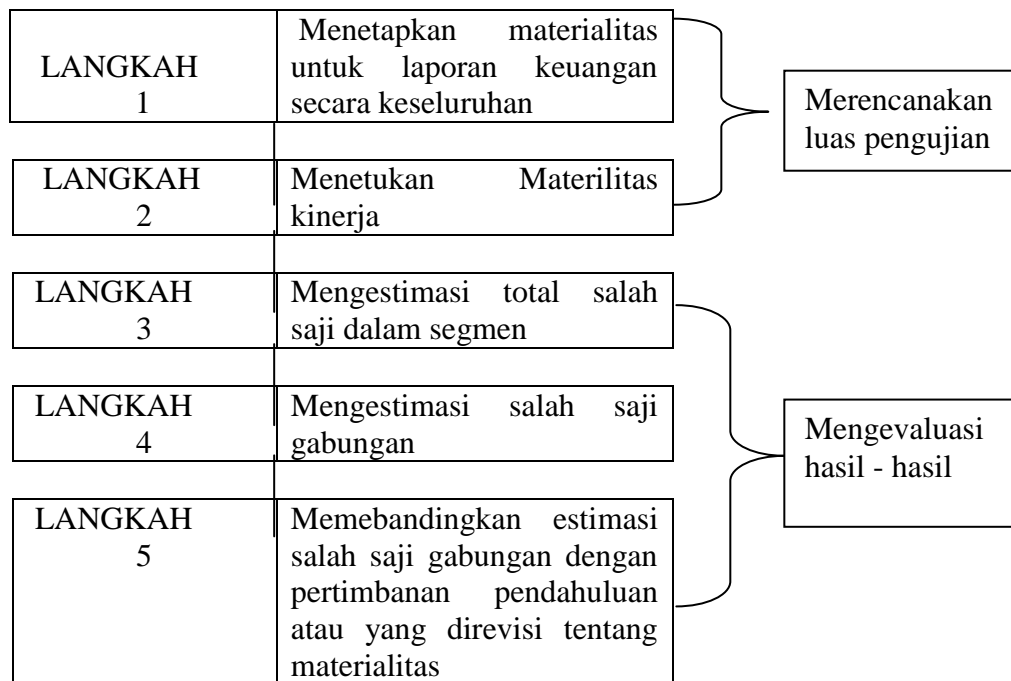 LANGKAH
1
Menetapkan materialitas
untuk laporan keuangan
secara keseluruhan
Merencanakan
luas pengujian
LANGKAH
2
Menetukan Materilitas
kinerja
LANGKAH
3
Mengestimasi total salah
saji dalam segmen
LANGKAH
4
Mengestimasi salah saji
gabungan
Mengevaluasi
hasil - hasil
LANGKAH
5
Memebandingkan estimasi
salah saji gabungan dengan
pertimbanan pendahuluan
atau yang direvisi tentang
materialitas